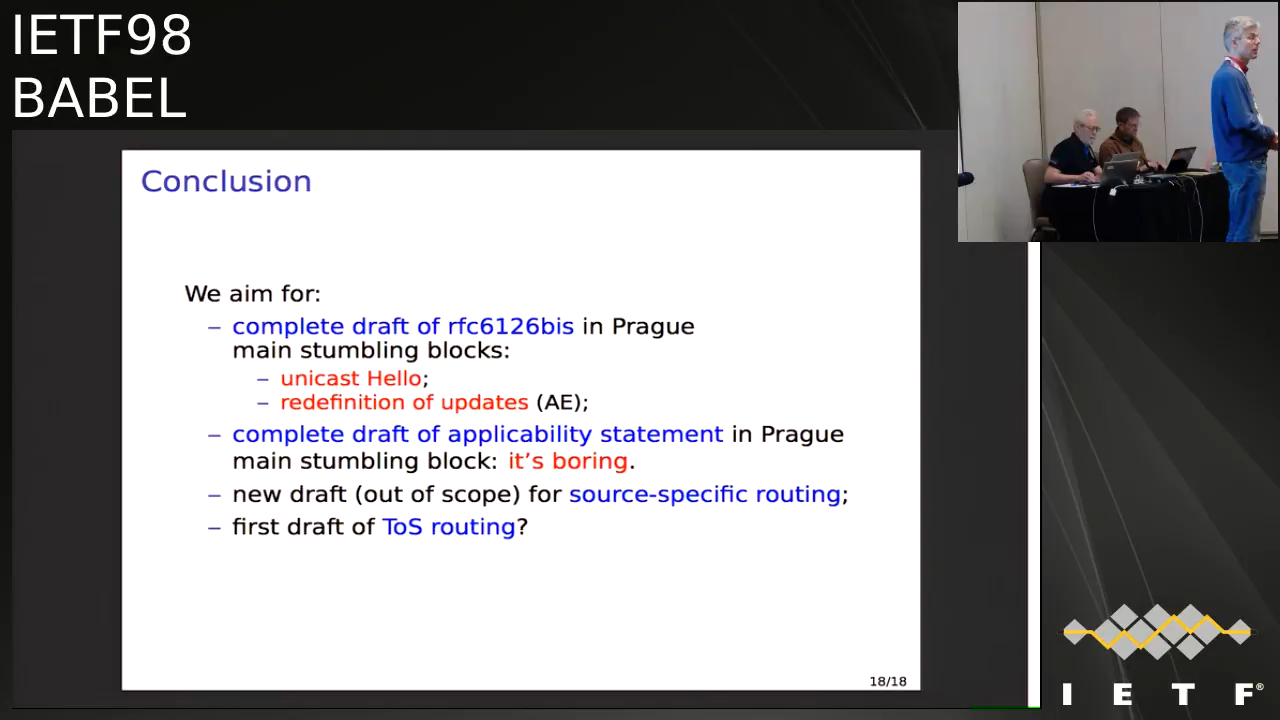 IETF98
BABEL
Conclusion
We aim for:
– complete draft of rfc6126bis in Prague
main stumbling blocks:
– unicast Hello;
– redefinition of updates (AE);
– complete draft of applicability statement in Prague
main stumbling block: it’s boring.
– new draft (out of scope) for source-specific routing;
– first draft of ToS routing?
18/18
I E T F®